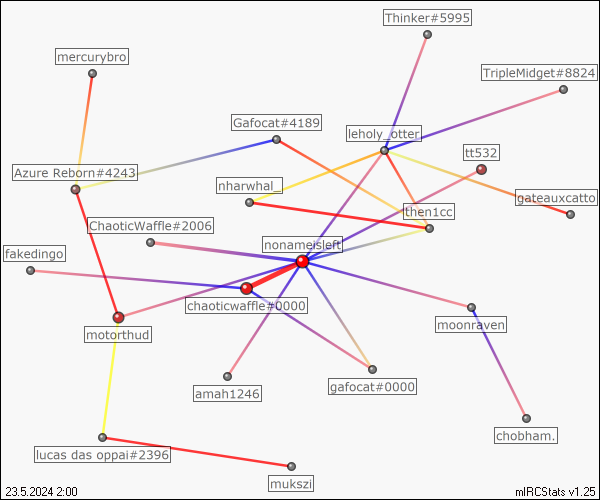 Thinker#5995
mercurybro
TripleMidget#8824
Gafocat#4189
leholy_otter
tt532
Azure Reborn#4243
nharwhal_
gateauxcatto
then1cc
ChaoticWaffle#2006
nonameisleft
fakedingo
chaoticwaffle#0000
moonraven
motorthud
gafocat#0000
amah1246
chobham.
lucas das oppai#2396
mukszi
23.5.2024 2:00
mIRCStats v1.25